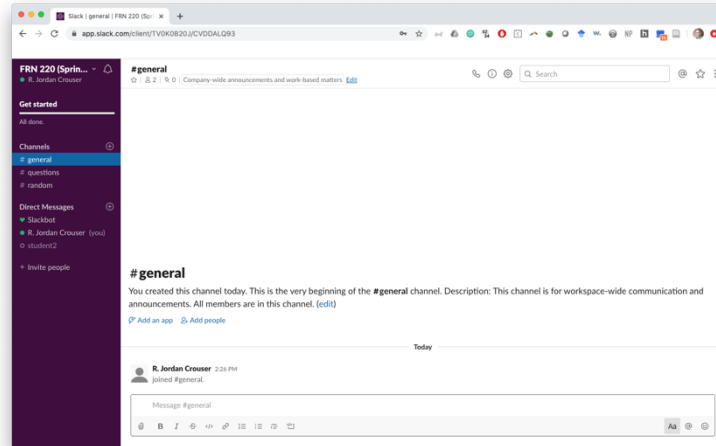 Slack | general | FRN 220 (Spri
app.slack.com/client/TV0K0820J/CVDDALQ93
FRN 220 (Sprin...
R. Jordan Crouser
Get started
All done.
Channels
# general
# questions
# random
Direct Messages
Slackbot
R. Jordan Crouser (you)
student2
+ Invite people
#general
2 | 0 | Company-wide announcements and work-based matters Edit
Search
#general
You created this channel today. This is the very beginning of the #general channel. Description: This channel is for workspace-wide communication and
announcements. All members are in this channel. (edit)
Add an app Add people
Today
R. Jordan Crouser 2:26 PM
joined #general.
Message #general
B I S </> Aa @